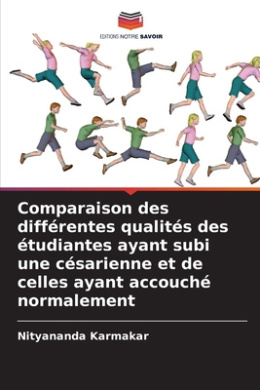 EDITIONS NOTRE SAVOIR
Comparaison des
différentes qualités des
étudiantes ayant subi
une césarienne et de
celles ayant accouché
normalement
Nityananda Karmakar